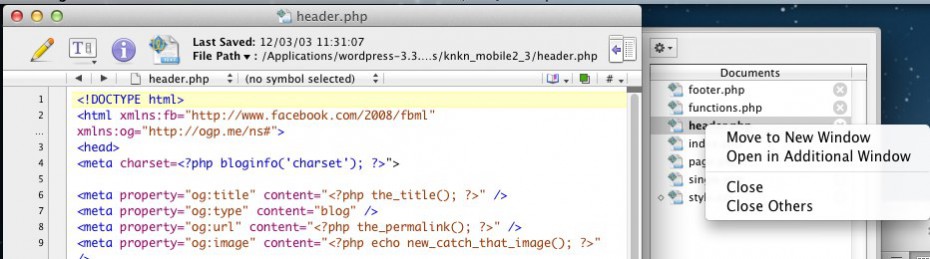 header.php
Last Saved: 12/03/03 11:31:07
File Path ▾ : /Applications/wordpress-3.3....s/knkn_mobile2_3/header.php
header.php (no symbol selected) # ▾
1 <!DOCTYPE html>
2 <html xmlns:fb="http://www.facebook.com/2008/fbml"
... xmlns:og="http://ogp.me/ns#">
3 <head>
4 <meta charset=<?php bloginfo('charset'); ?>">
5
6 <meta property="og:title" content="<?php the_title(); ?>" />
7 <meta property="og:type" content="blog" />
8 <meta property="og:url" content="<?php the_permalink(); ?>" />
9 <meta property="og:image" content="<?php echo new_catch_that_image(); ?>"
/>
Documents
footer.php
functions.php
header.php
ind
pag
sin
styl
Move to New Window
Open in Additional Window
Close
Close Others